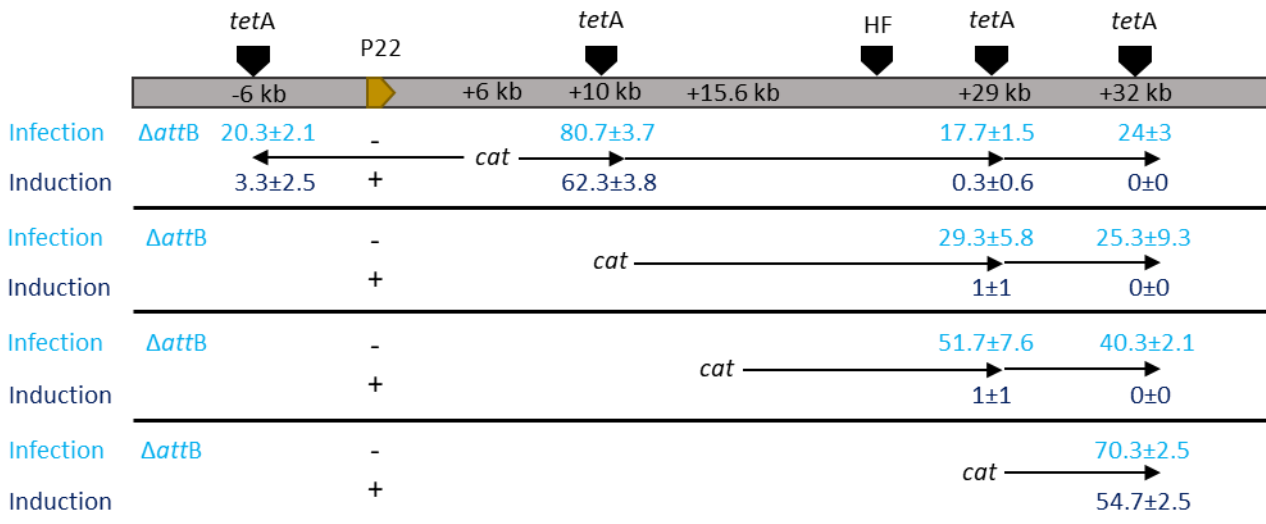 tetA P22 tetA HF tetA tetA
-6 kb +6 kb +10 kb +15.6 kb +29 kb +32 kb
Infection ΔattB 20.3±2.1 - 80.7±3.7 17.7±1.5 24±3
cat
Induction 3.3±2.5 + 62.3±3.8 0.3±0.6 0±0
Infection ΔattB - 29.3±5.8 25.3±9.3
cat
Induction + 1±1 0±0
Infection ΔattB - 51.7±7.6 40.3±2.1
cat
Induction + 1±1 0±0
Infection ΔattB - 70.3±2.5
cat
Induction + 54.7±2.5